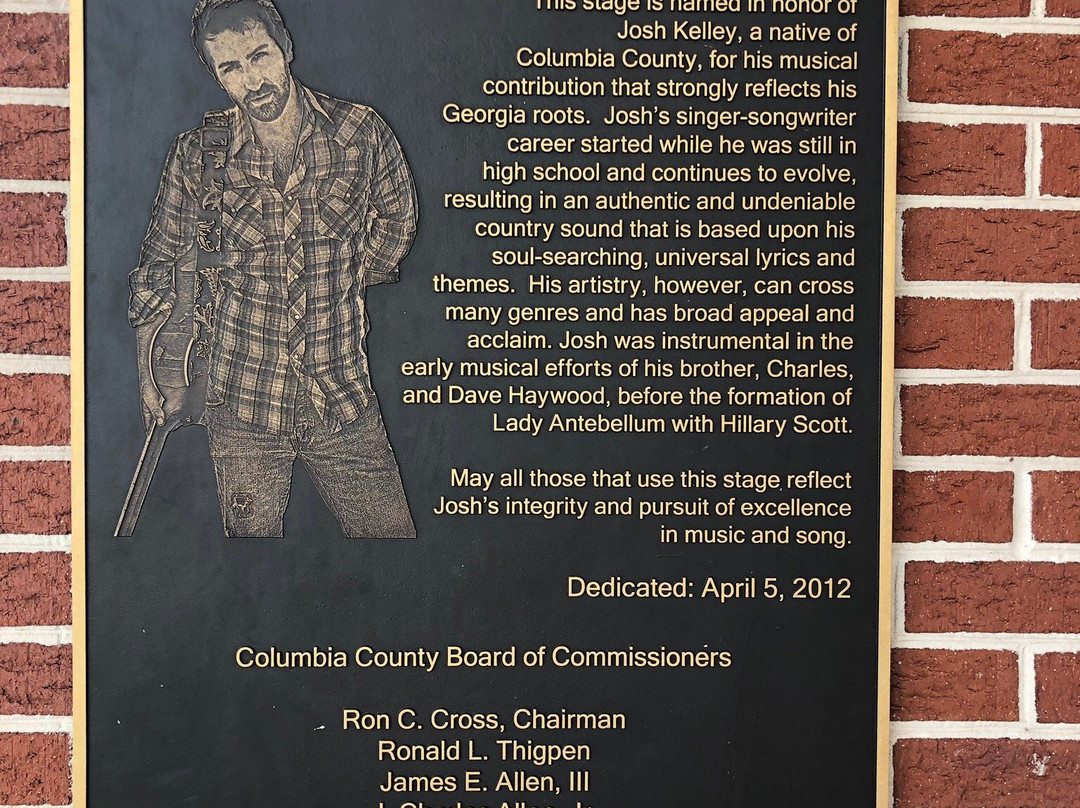 This stage is named in honor of
Josh Kelley, a native of
Columbia County, for his musical
contribution that strongly reflects his
Georgia roots.  Josh's singer-songwriter
career started while he was still in
high school and continues to evolve,
resulting in an authentic and undeniable
country sound that is based upon his
soul-searching, universal lyrics and
themes.  His artistry, however, can cross
many genres and has broad appeal and
acclaim. Josh was instrumental in the
early musical efforts of his brother, Charles,
and Dave Haywood, before the formation of
Lady Antebellum with Hillary Scott.
May all those that use this stage reflect
Josh's integrity and pursuit of excellence
in music and song.
Dedicated: April 5, 2012
Columbia County Board of Commissioners
Ron C. Cross, Chairman
Ronald L. Thigpen
James E. Allen, III